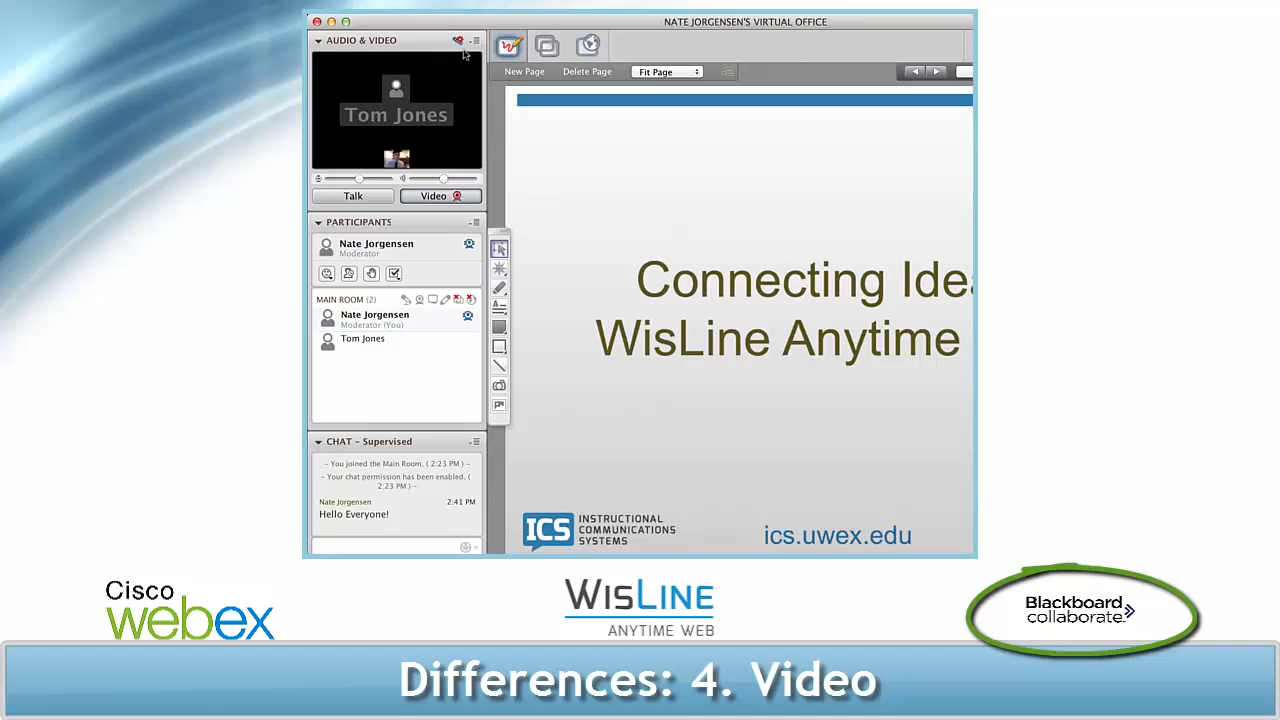 NATE JORGENSEN'S VIRTUAL OFFICE
AUDIO & VIDEO
Tom Jones
Talk
Video
PARTICIPANTS
Nate Jorgensen
Moderator
MAIN ROOM (2)
Nate Jorgensen
Moderator (You)
Tom Jones
CHAT – Supervised
– You joined the Main Room. ( 2:23 PM ) –
– Your chat permission has been enabled. (
2:23 PM ) –
Nate Jorgensen 2:41 PM
Hello Everyone!
New Page Delete Page Fit Page
Connecting Idea
WisLine Anytime
ICS INSTRUCTIONAL
COMMUNICATIONS
SYSTEMS
ics.uwex.edu
Cisco
webex
WISLINE
ANYTIME WEB
Blackboard
collaborate
Differences: 4. Video